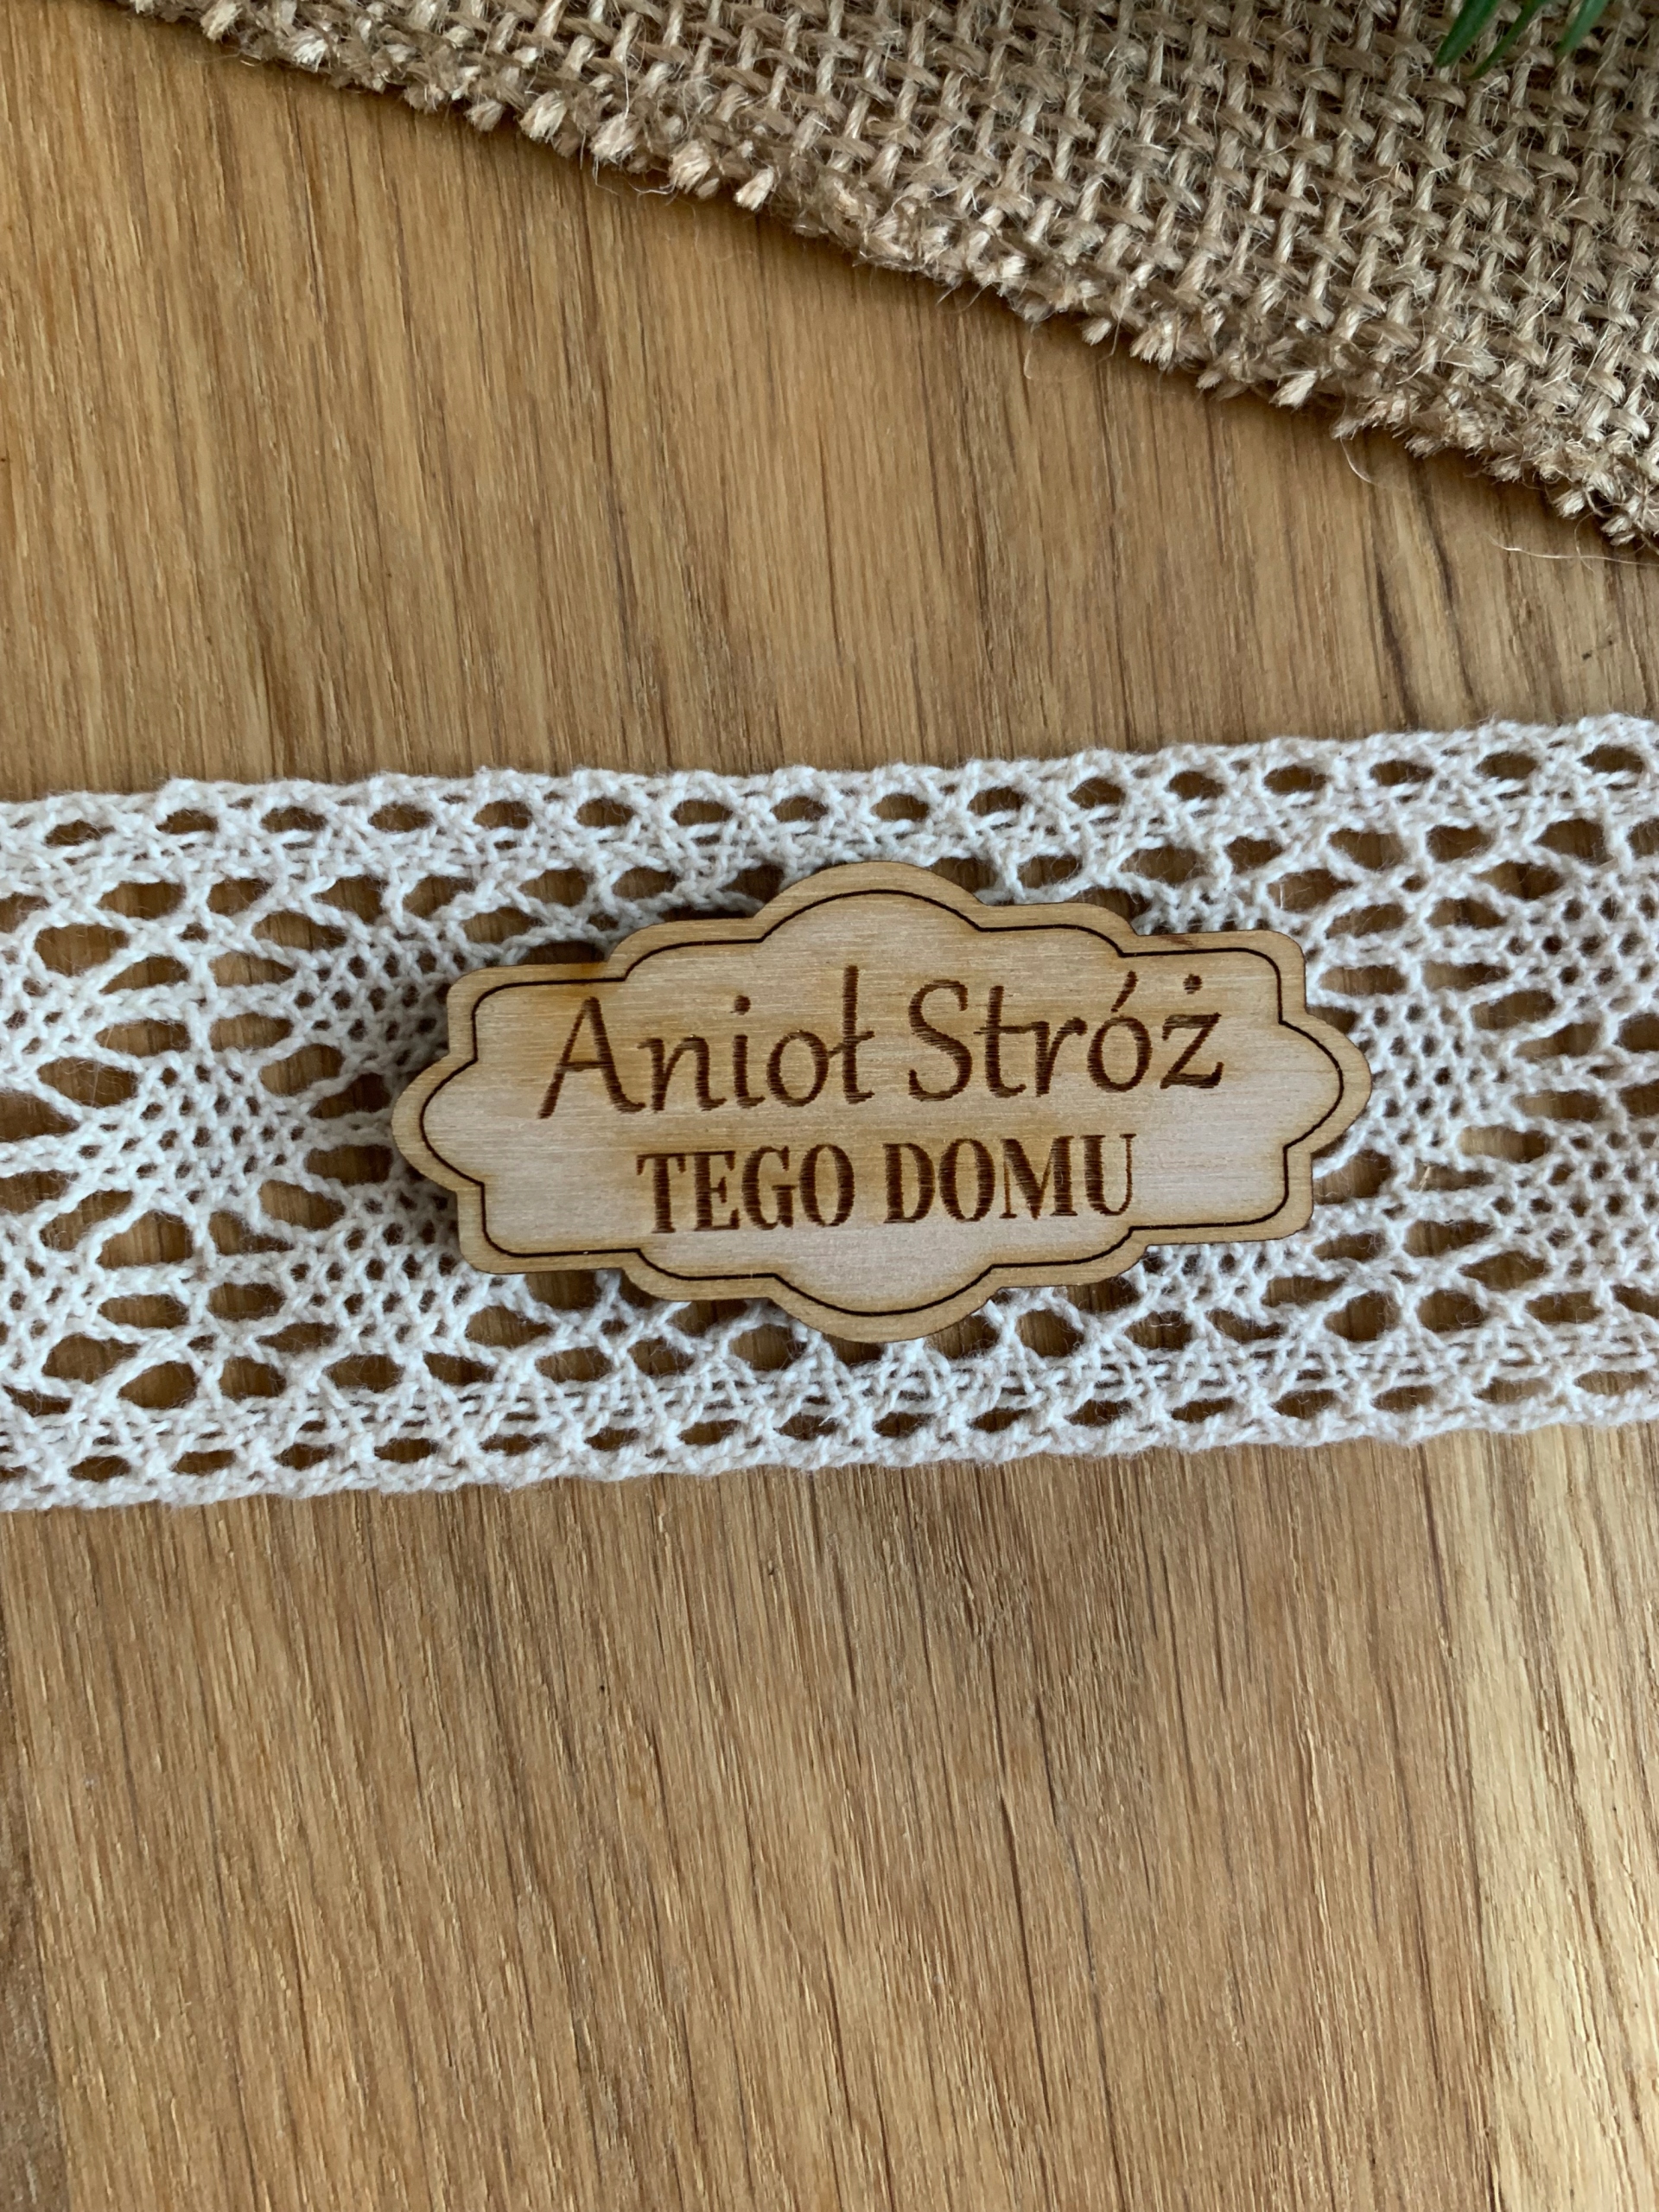 Anioł Stróż
TEGO DOMU